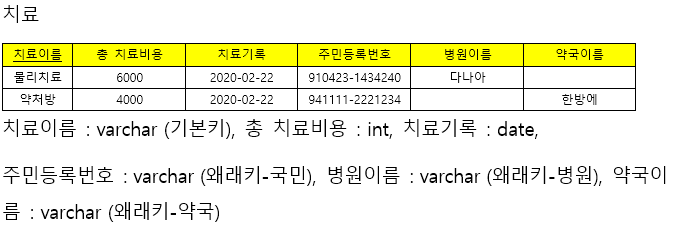 치료
치료이름 총 치료비용 치료기록 주민등록번호 병원이름 약국이름
물리치료 6000 2020-02-22 910423-1434240 다나아
약처방 4000 2020-02-22 941111-2221234 한방에
치료이름 : varchar (기본키), 총 치료비용 : int, 치료기록 : date,
주민등록번호 : varchar (왜래키-국민), 병원이름 : varchar (왜래키-병원), 약국이
름 : varchar (왜래키-약국)